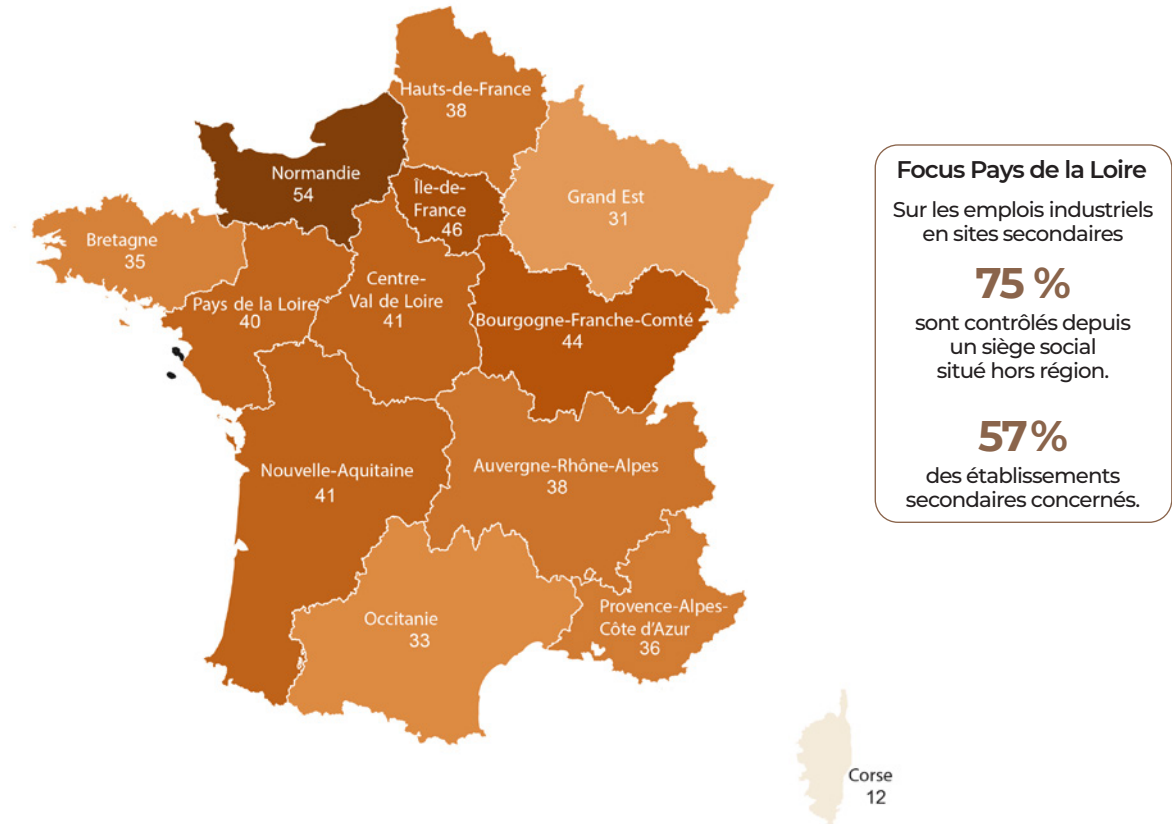 Hauts-de-France
38
Normandie
54
Île-de-
France
46
Grand Est
31
Bretagne
35
Pays de la Loire
40
Centre-
Val de Loire
41
Bourgogne-Franche-Comté
44
Nouvelle-Aquitaine
41
Auvergne-Rhône-Alpes
38
Occitanie
33
Provence-Alpes-
Côte d'Azur
36
Corse
12
Focus Pays de la Loire
Sur les emplois industriels
en sites secondaires
75 %
sont contrôlés depuis
un siège social
situé hors région.
57 %
des établissements
secondaires concernés.